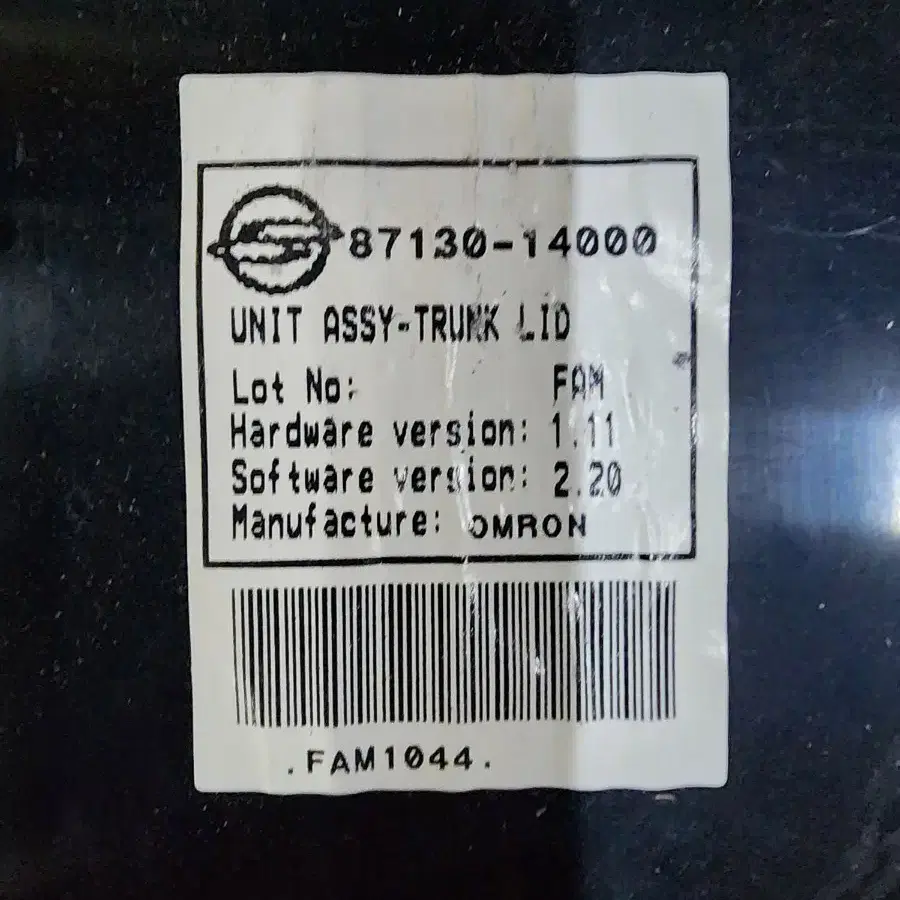 87130-14000
UNIT ASSY-TRUNK LID
Lot No: FAM
Hardware version: 1.11
Software version: 2.20
Manufacture: OMRON
.FAM1044.